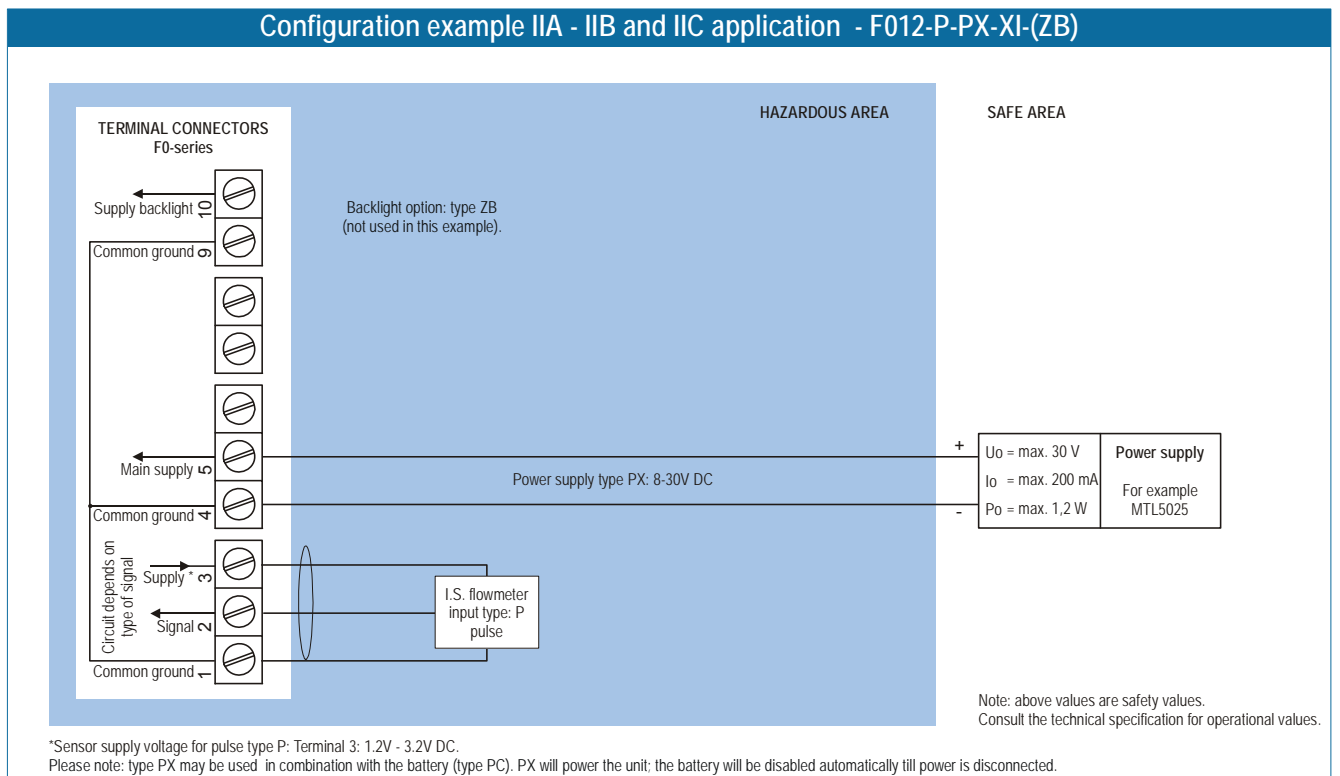 Configuration example IIA - IIB and IIC application - F012-P-PX-XI-(ZB)
HAZARDOUS AREA
SAFE AREA
TERMINAL CONNECTORS
F0-series
Supply backlight 10
Common ground 9
Backlight option: type ZB
(not used in this example).
Main supply 5
Common ground 4
Power supply type PX: 8-30V DC
+
-
Uo = max. 30 V
Io = max. 200 mA
Po = max. 1,2 W
Power supply
For example
MTL5025
Circuit depends on
type of signal
Supply * 3
Signal 2
Common ground 1
I.S. flowmeter
input type: P
pulse
Note: above values are safety values.
Consult the technical specification for operational values.
*Sensor supply voltage for pulse type P: Terminal 3: 1.2V - 3.2V DC.
Please note: type PX may be used in combination with the battery (type PC). PX will power the unit; the battery will be disabled automatically till power is disconnected.